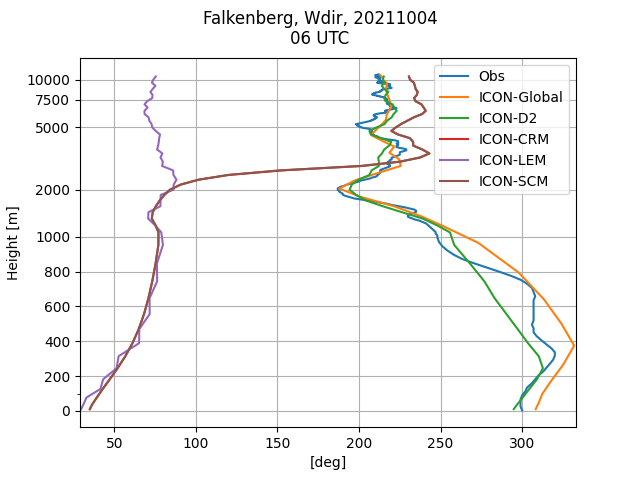 Falkenberg, Wdir, 20211004
06 UTC
Height [m]
10000
7500
5000
2000
1000
800
600
400
200
0
Obs
ICON-Global
ICON-D2
ICON-CRM
ICON-LEM
ICON-SCM
50 100 150 200 250 300
[deg]